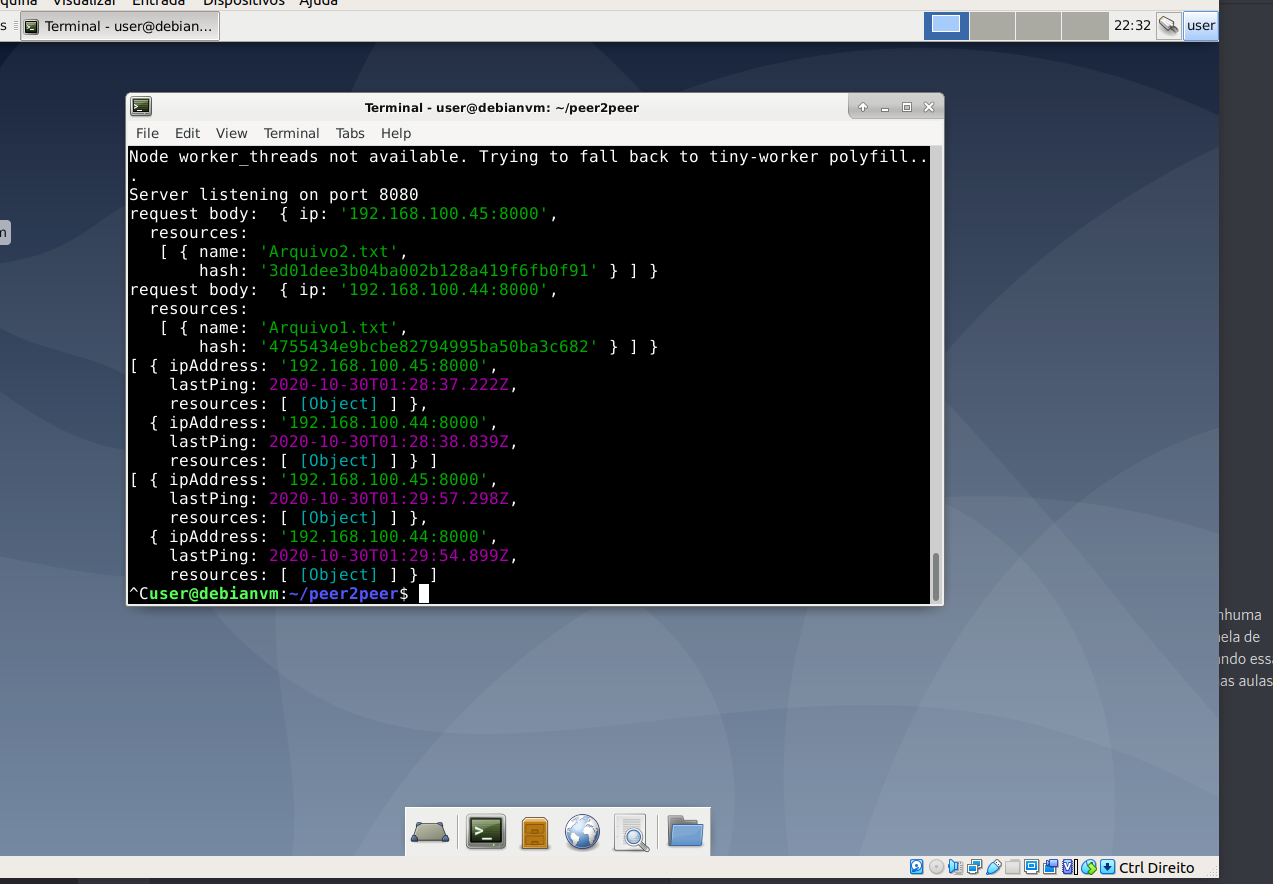 Visualizar Entrada Dispositivos Ajuda
Terminal - user@debian...
22:32
user
Terminal - user@debianvm: ~/peer2peer
File Edit View Terminal Tabs Help
Node worker_threads not available. Trying to fall back to tiny-worker polyfill..
.
Server listening on port 8080
request body:  { ip: '192.168.100.45:8000',
  resources:
   [ { name: 'Arquivo2.txt',
       hash: '3d01dee3b04ba002b128a419f6fb0f91' } ] }
request body:  { ip: '192.168.100.44:8000',
  resources:
   [ { name: 'Arquivo1.txt',
       hash: '4755434e9bcbe82794995ba50ba3c682' } ] }
[ { ipAddress: '192.168.100.45:8000',
    lastPing: 2020-10-30T01:28:37.222Z,
    resources: [ [Object] ] },
  { ipAddress: '192.168.100.44:8000',
    lastPing: 2020-10-30T01:28:38.839Z,
    resources: [ [Object] ] } ]
[ { ipAddress: '192.168.100.45:8000',
    lastPing: 2020-10-30T01:29:57.298Z,
    resources: [ [Object] ] },
  { ipAddress: '192.168.100.44:8000',
    lastPing: 2020-10-30T01:29:54.899Z,
    resources: [ [Object] ] } ]
^Cuser@debianvm:~/peer2peer$
nhuma
ela de
ando ess
as aulas
Ctrl Direito